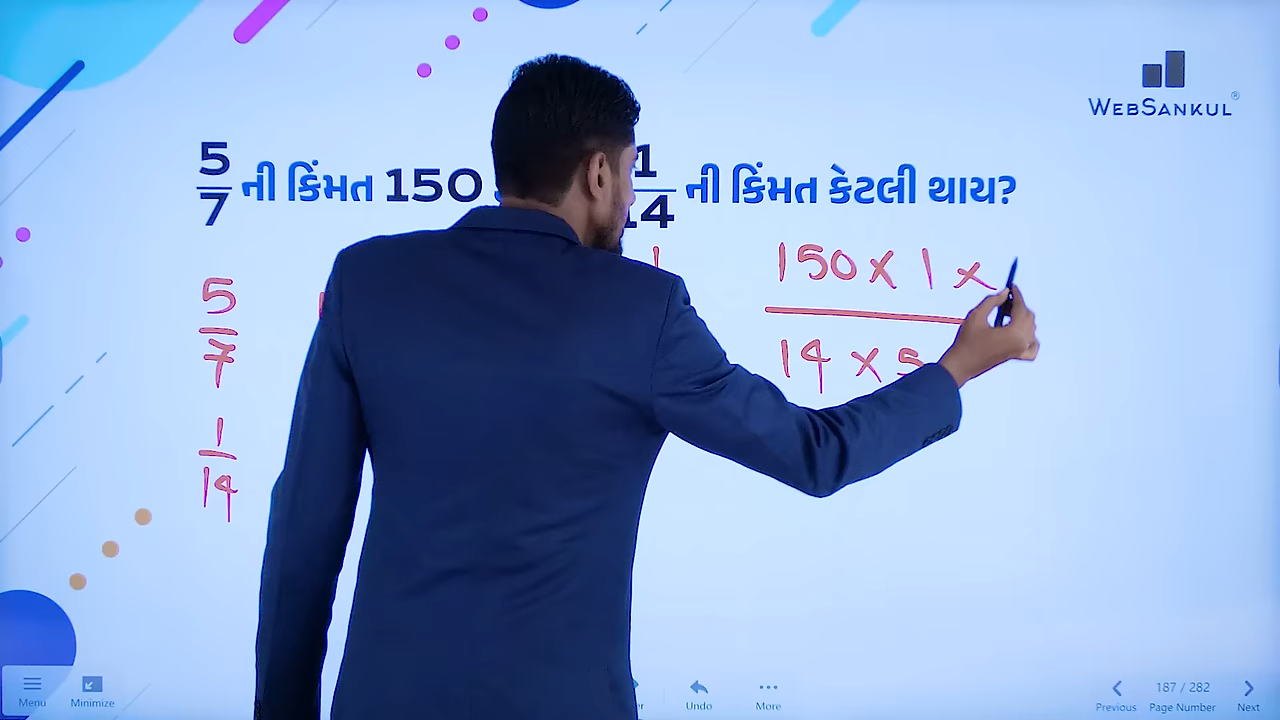 WEBSANKUL®
5/7 ની કિંમત 150 1/14 ની કિંમત કેટલી થાય?
5/7
1/14
1
150 × 1 ×
14 × 5
Menu Minimize Undo More Previous 187 / 282 Page Number Next